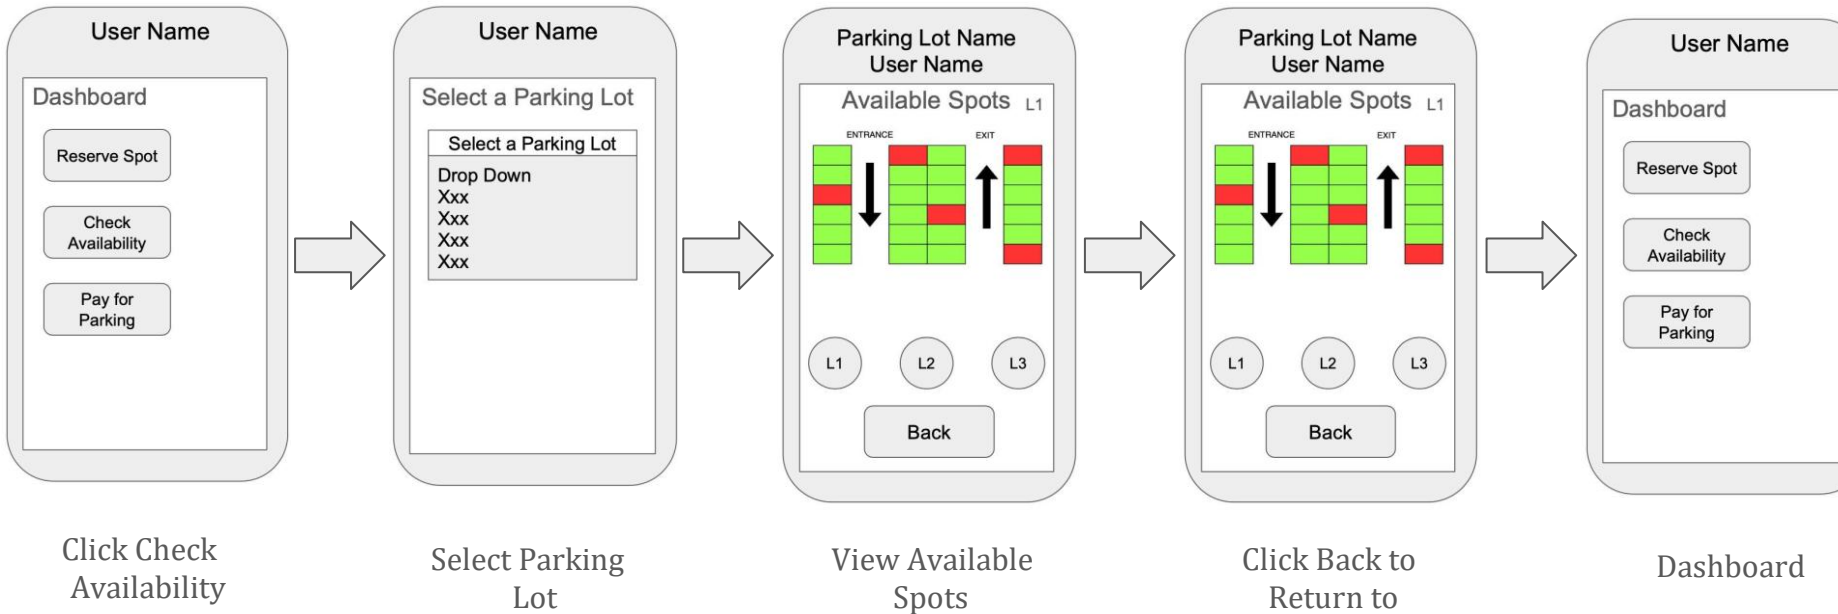 User Name
Dashboard
Reserve Spot
Check
Availability
Pay for
Parking
Click Check
Availability
User Name
Select a Parking Lot
Select a Parking Lot
Drop Down
Xxx
Xxx
Xxx
Xxx
Select Parking
Lot
Parking Lot Name
User Name
Available Spots L1
ENTRANCE EXIT
L1 L2 L3
Back
View Available
Spots
Parking Lot Name
User Name
Available Spots L1
ENTRANCE EXIT
L1 L2 L3
Back
Click Back to
Return to
User Name
Dashboard
Reserve Spot
Check
Availability
Pay for
Parking
Dashboard